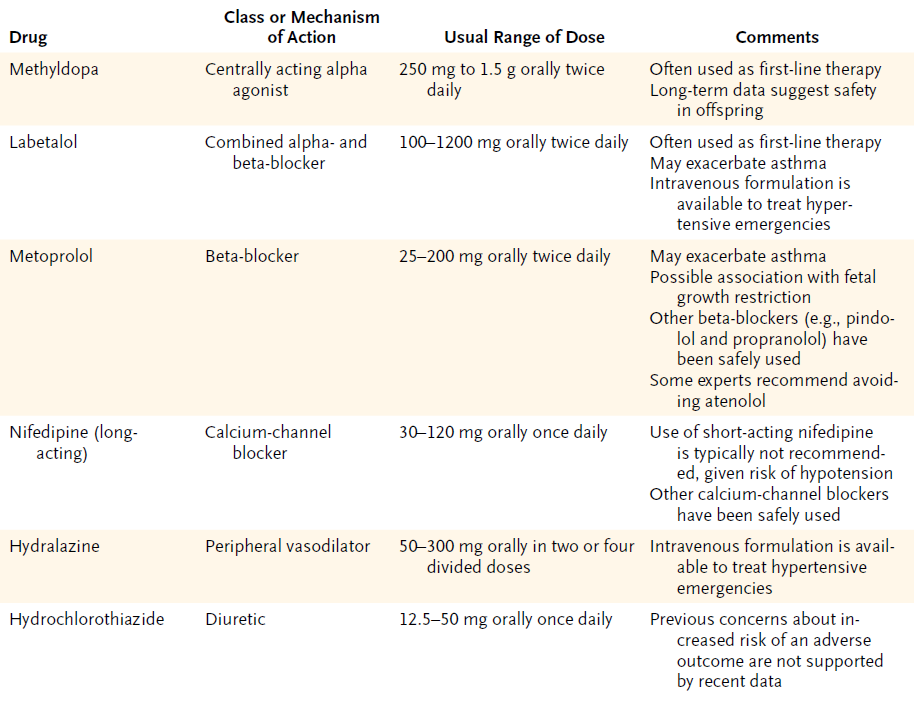 Drug
Class or Mechanism
of Action
Usual Range of Dose
Comments
Methyldopa
Centrally acting alpha
agonist
250 mg to 1.5 g orally twice
daily
Often used as first-line therapy
Long-term data suggest safety
in offspring
Labetalol
Combined alpha- and
beta-blocker
100–1200 mg orally twice daily
Often used as first-line therapy
May exacerbate asthma
Intravenous formulation is
available to treat hyper-
tensive emergencies
Metoprolol
Beta-blocker
25–200 mg orally twice daily
May exacerbate asthma
Possible association with fetal
growth restriction
Other beta-blockers (e.g., pindo-
lol and propranolol) have
been safely used
Some experts recommend avoid-
ing atenolol
Nifedipine (long-
acting)
Calcium-channel
blocker
30–120 mg orally once daily
Use of short-acting nifedipine
is typically not recommend-
ed, given risk of hypotension
Other calcium-channel blockers
have been safely used
Hydralazine
Peripheral vasodilator
50–300 mg orally in two or four
divided doses
Intravenous formulation is avail-
able to treat hypertensive
emergencies
Hydrochlorothiazide
Diuretic
12.5–50 mg orally once daily
Previous concerns about in-
creased risk of an adverse
outcome are not supported
by recent data